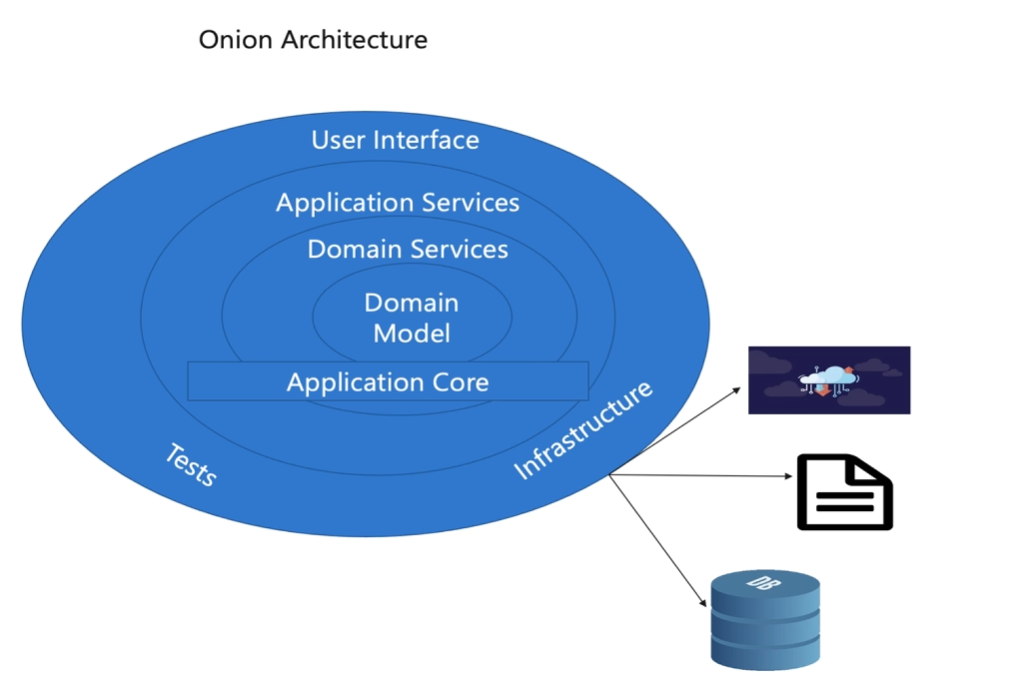 Onion Architecture
User Interface
Application Services
Domain Services
Domain
Model
Application Core
Tests
Infrastructure
DB